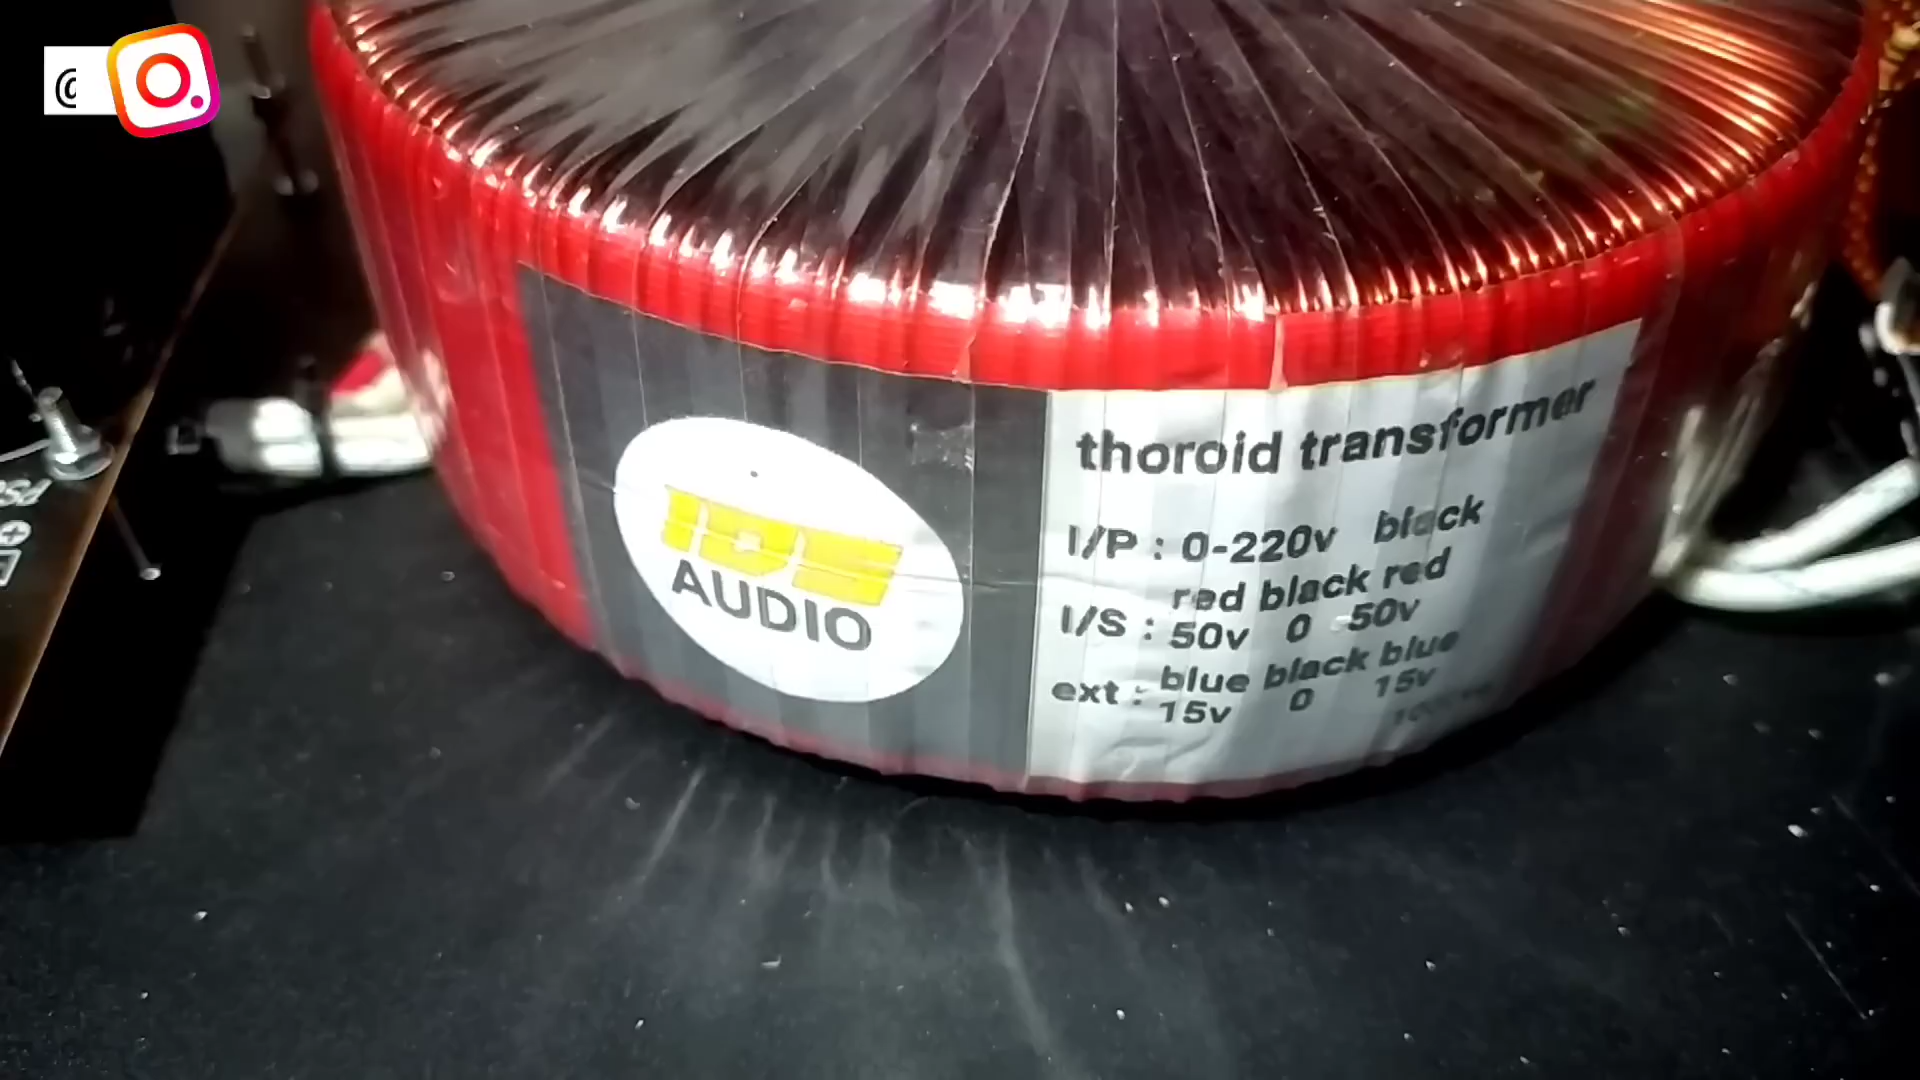 @
IDS
AUDIO
thoroid transformer
I/P : 0-220v black
red black red
I/S : 50v 0 50v
blue black blue
ext : 15v 0 15v